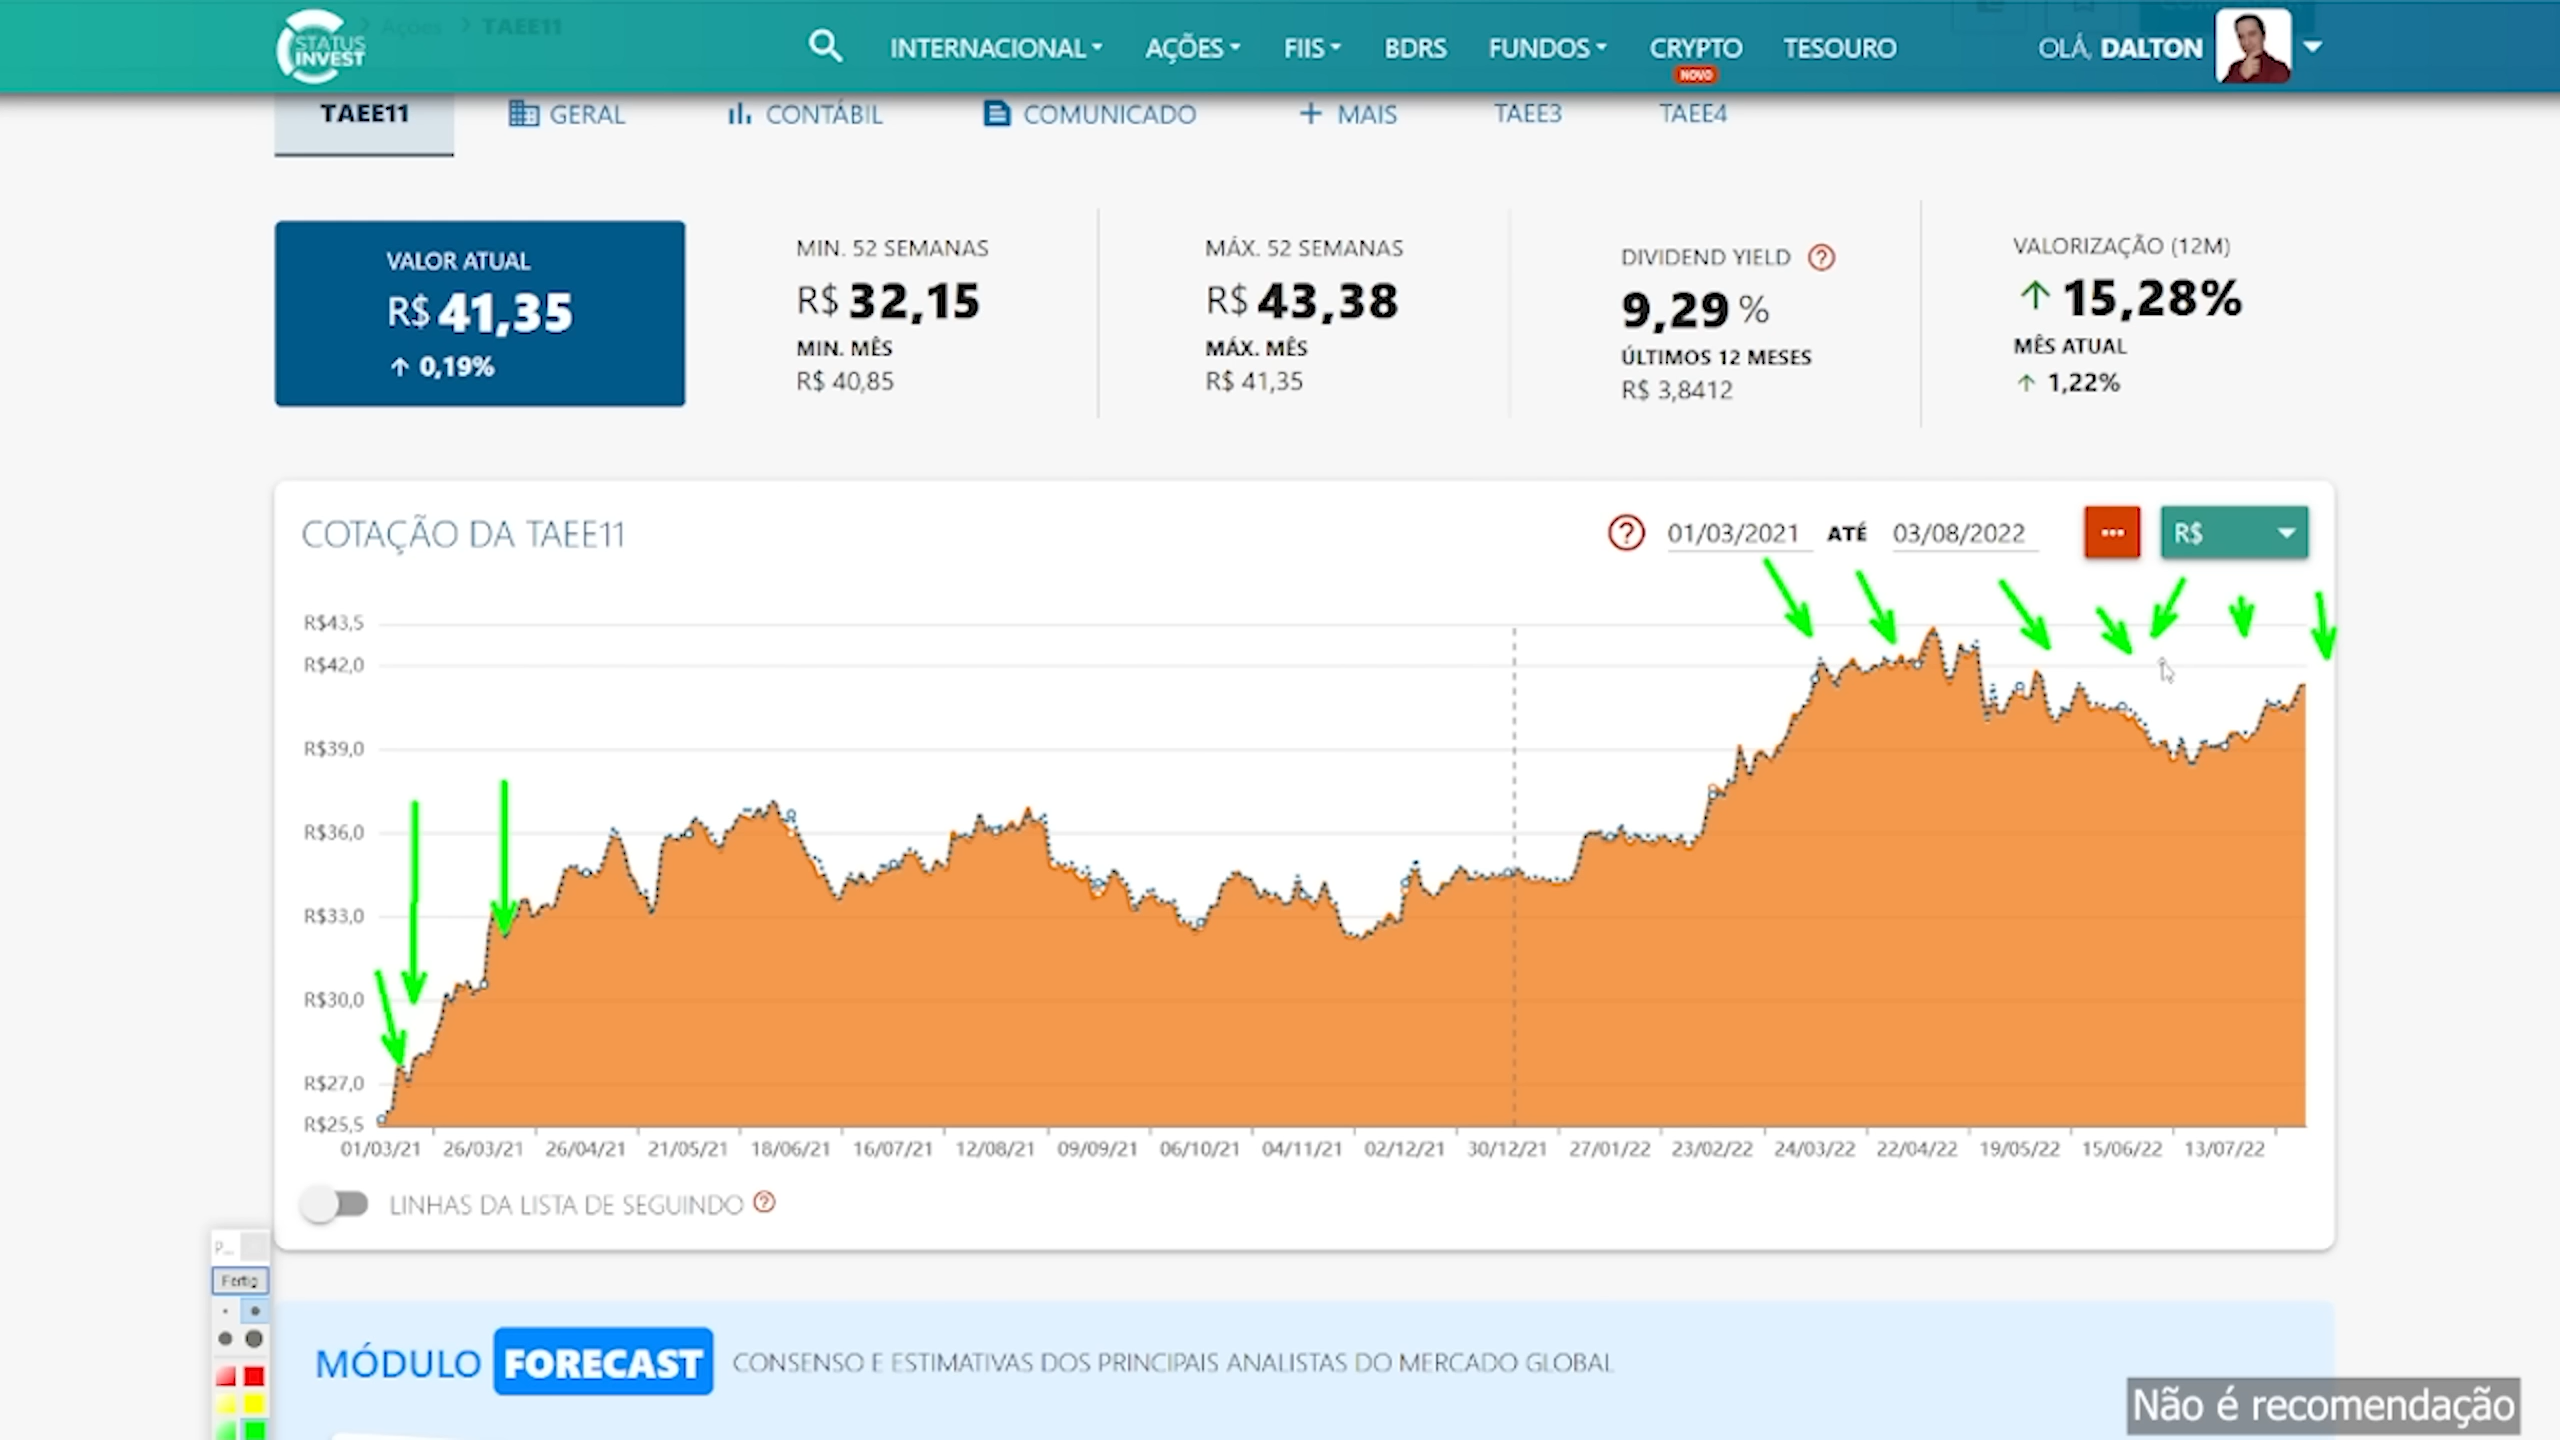 Ações > TAEE11
STATUS
INVEST
INTERNACIONAL
AÇÕES
FIIS
BDRS
FUNDOS
CRYPTO
NOVO
TESOURO
OLÁ, DALTON
TAEE11
GERAL
CONTÁBIL
COMUNICADO
+ MAIS
TAEE3
TAEE4
VALOR ATUAL
R$ 41,35
↑ 0,19%
MIN. 52 SEMANAS
R$ 32,15
MIN. MÊS
R$ 40,85
MÁX. 52 SEMANAS
R$ 43,38
MÁX. MÊS
R$ 41,35
DIVIDEND YIELD ?
9,29 %
ÚLTIMOS 12 MESES
R$ 3,8412
VALORIZAÇÃO (12M)
↑ 15,28%
MÊS ATUAL
↑ 1,22%
COTAÇÃO DA TAEE11
? 01/03/2021 ATÉ 03/08/2022 ... R$
R$43,5
R$42,0
R$39,0
R$36,0
R$33,0
R$30,0
R$27,0
R$25,5
01/03/21 26/03/21 26/04/21 21/05/21 18/06/21 16/07/21 12/08/21 09/09/21 06/10/21 04/11/21 02/12/21 30/12/21 27/01/22 23/02/22 24/03/22 22/04/22 19/05/22 15/06/22 13/07/22
LINHAS DA LISTA DE SEGUINDO ?
P...
Fertig
MÓDULO FORECAST CONSENSO E ESTIMATIVAS DOS PRINCIPAIS ANALISTAS DO MERCADO GLOBAL
Não é recomendação